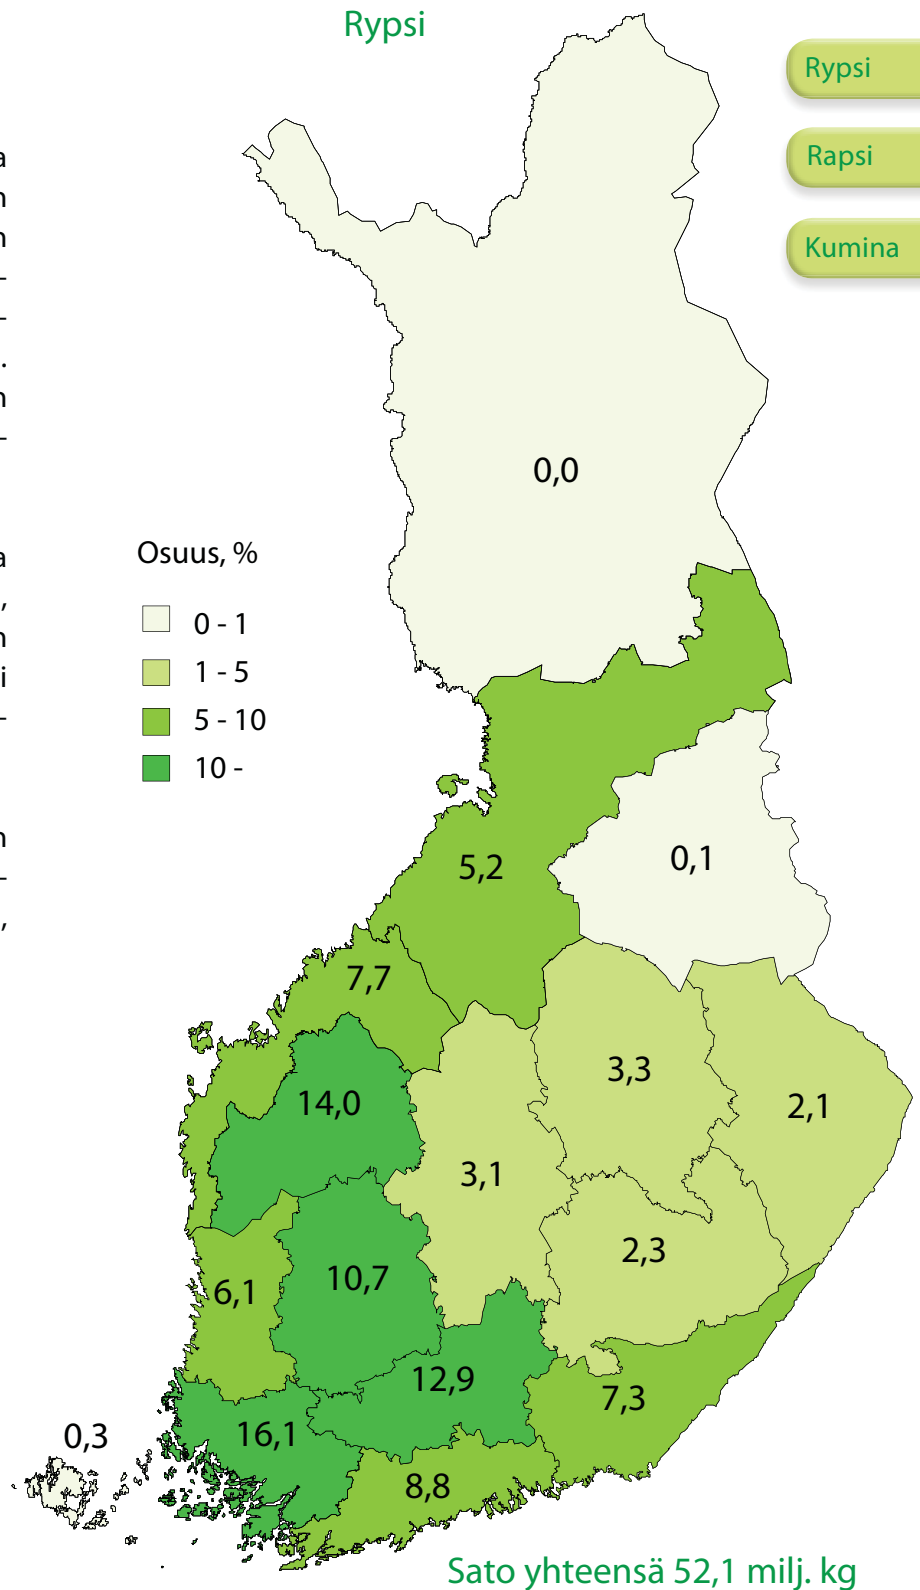 Rypsi
Rypsi
Rapsi
Kumina
a
n
n
-
-
.
n
-
a
,
n
i
-
n
-
,
Osuus, %
0 - 1
1 - 5
5 - 10
10 -
0,0
5,2
0,1
7,7
14,0
3,3
2,1
3,1
2,3
6,1
10,7
12,9
7,3
0,3
16,1
8,8
Sato yhteensä 52,1 milj. kg